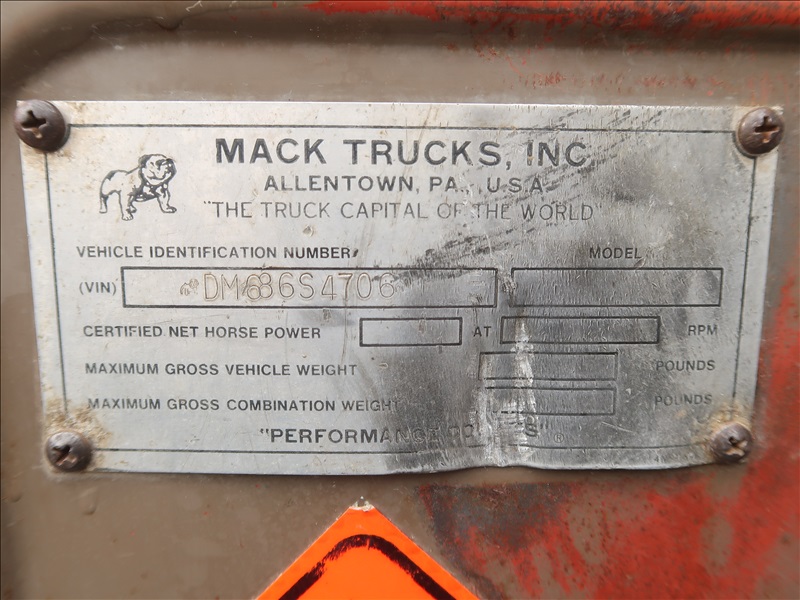 MACK TRUCKS, INC
ALLENTOWN, PA., U.S.A.
"THE TRUCK CAPITAL OF THE WORLD"
VEHICLE IDENTIFICATION NUMBER
MODEL
(VIN) DM686S4706
CERTIFIED NET HORSE POWER AT RPM
MAXIMUM GROSS VEHICLE WEIGHT POUNDS
MAXIMUM GROSS COMBINATION WEIGHT POUNDS
"PERFORMANCE